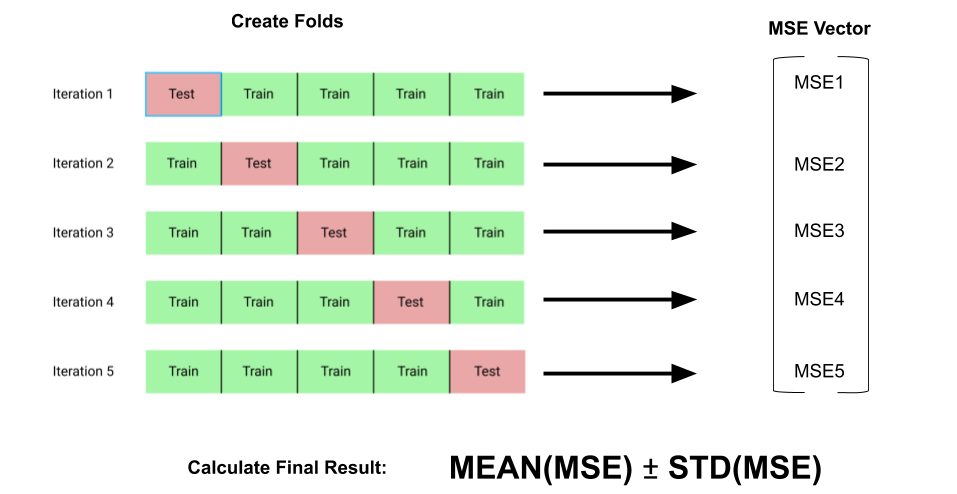 Create Folds
MSE Vector
Iteration 1 Test Train Train Train Train MSE1
Iteration 2 Train Test Train Train Train MSE2
Iteration 3 Train Train Test Train Train MSE3
Iteration 4 Train Train Train Test Train MSE4
Iteration 5 Train Train Train Train Test MSE5
Calculate Final Result: MEAN(MSE) ± STD(MSE)